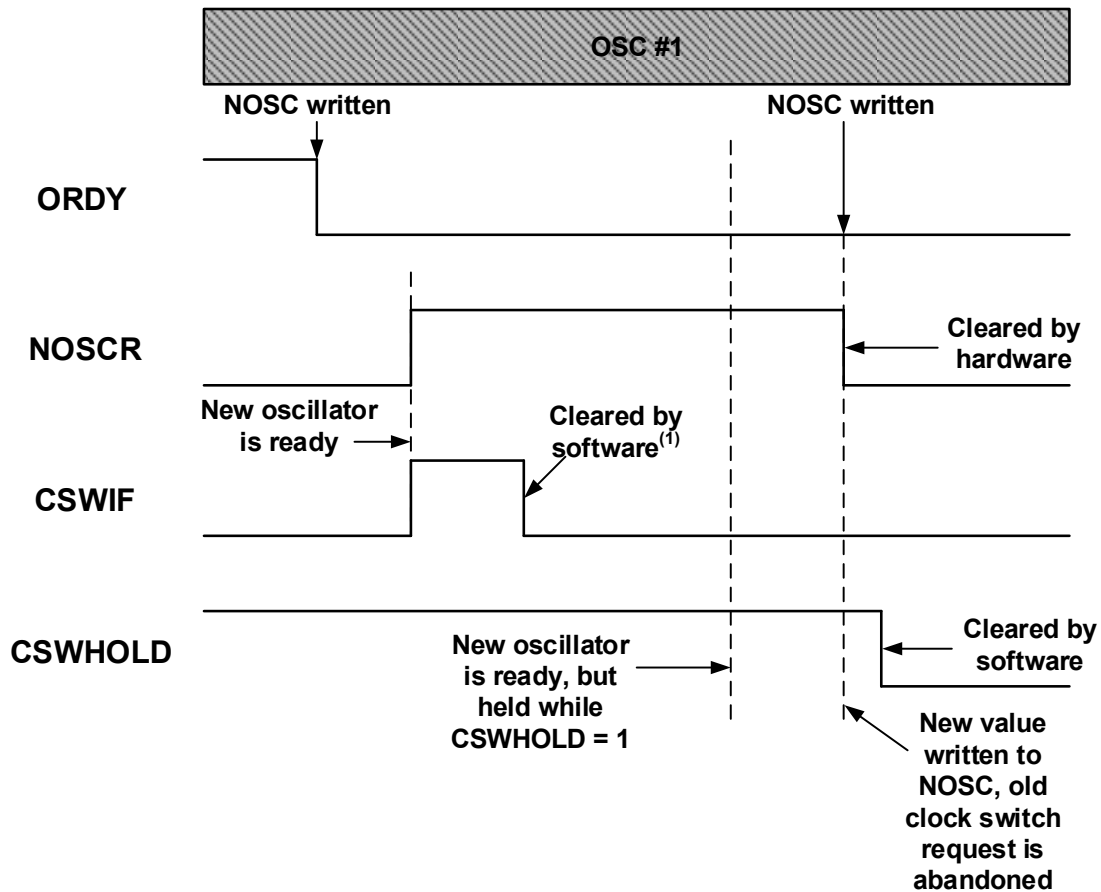 OSC #1
NOSC written
NOSC written
ORDY
NOSCR
Cleared by
hardware
New oscillator
is ready
Cleared by
software(1)
CSWIF
CSWHOLD
New oscillator
is ready, but
held while
CSWHOLD = 1
Cleared by
software
New value
written to
NOSC, old
clock switch
request is
abandoned